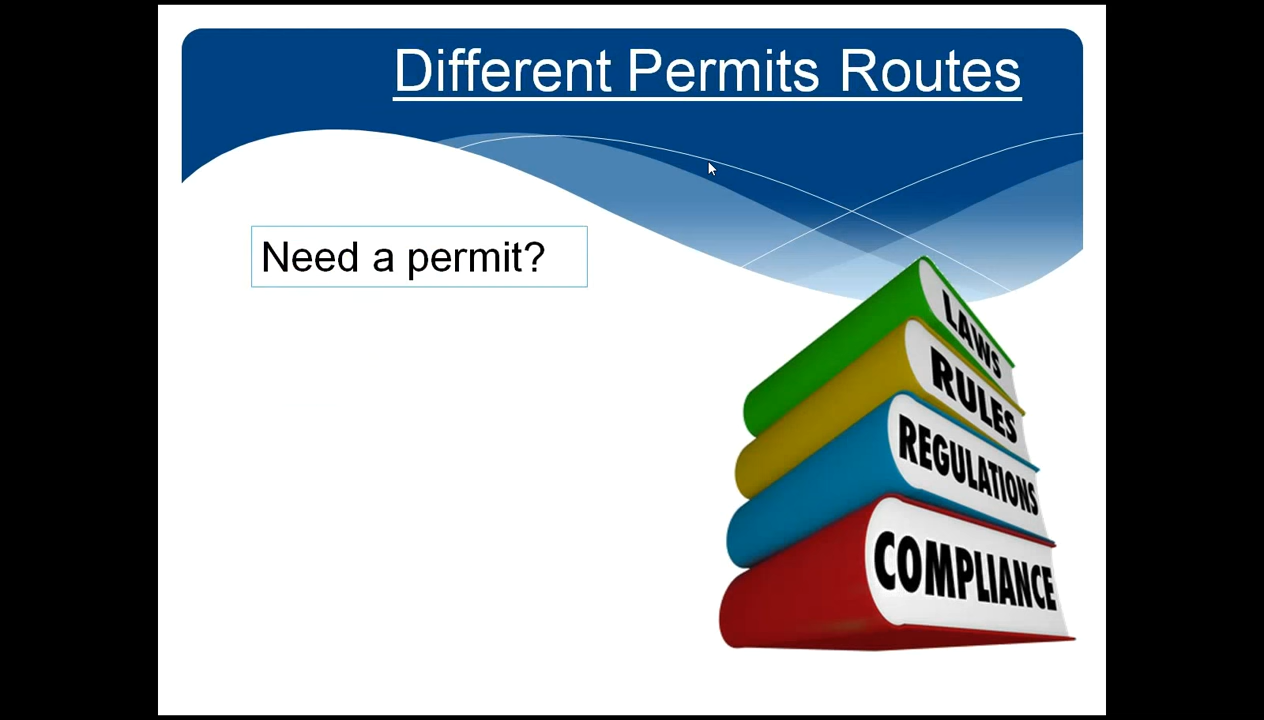 Different Permits Routes
Need a permit?
LAWS
RULES
REGULATIONS
COMPLIANCE